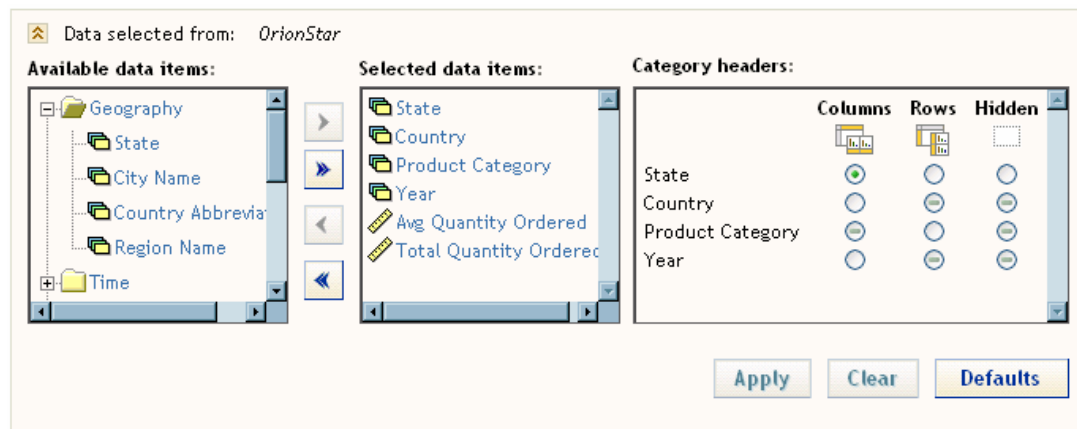 Data selected from: OrionStar
Available data items:
Geography
State
City Name
Country Abbrevia
Region Name
Time
Selected data items:
State
Country
Product Category
Year
Avg Quantity Ordered
Total Quantity Ordered
Category headers:
Columns Rows Hidden
State
Country
Product Category
Year
Apply Clear Defaults